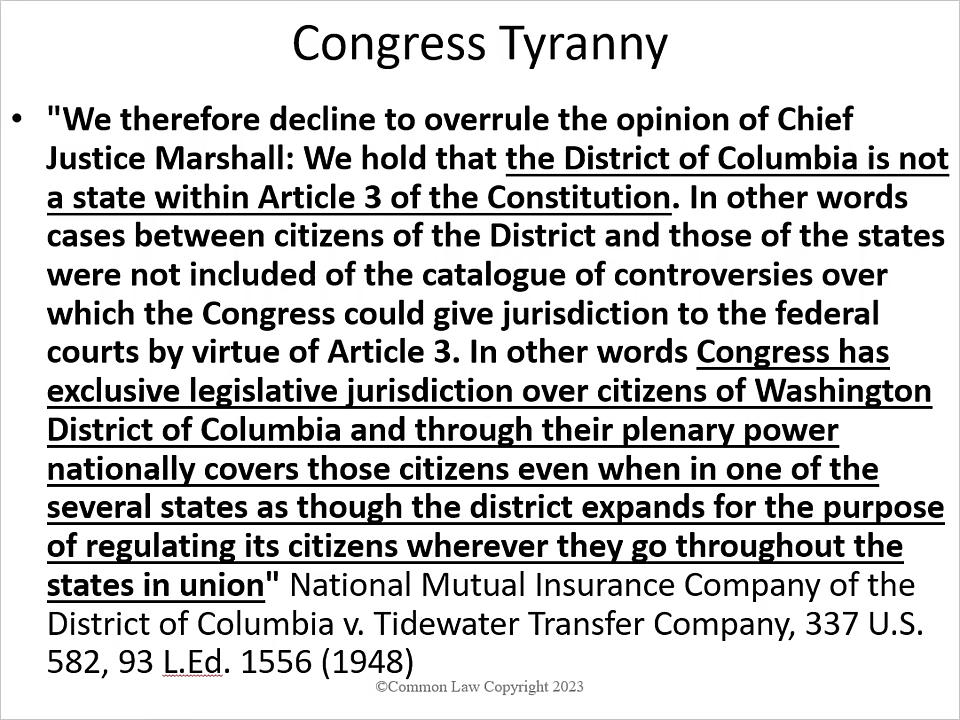 Congress Tyranny
• "We therefore decline to overrule the opinion of Chief
Justice Marshall: We hold that the District of Columbia is not
a state within Article 3 of the Constitution. In other words
cases between citizens of the District and those of the states
were not included of the catalogue of controversies over
which the Congress could give jurisdiction to the federal
courts by virtue of Article 3. In other words Congress has
exclusive legislative jurisdiction over citizens of Washington
District of Columbia and through their plenary power
nationally covers those citizens even when in one of the
several states as though the district expands for the purpose
of regulating its citizens wherever they go throughout the
states in union" National Mutual Insurance Company of the
District of Columbia v. Tidewater Transfer Company, 337 U.S.
582, 93 L.Ed. 1556 (1948)
©Common Law Copyright 2023